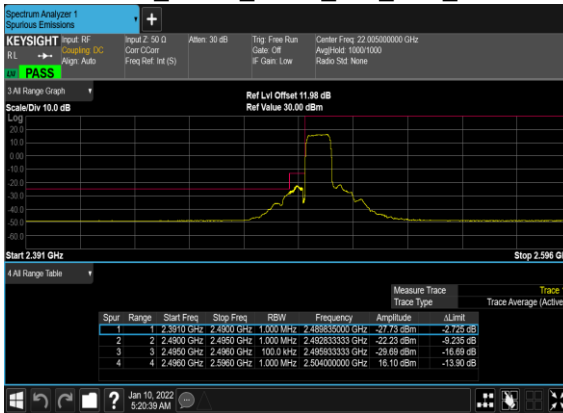 Spectrum Analyzer 1
Spurious Emissions
KEYSIGHT Input: RF Input Z: 50 Ω Atten: 30 dB Trig: Free Run Center Freq: 22.005000000 GHz
RL Coupling: DC Corr CCorr Gate: Off Avg|Hold: 1000/1000
Align: Auto Freq Ref: Int (S) IF Gain: Low Radio Std: None
PASS
3 All Range Graph
Ref Lvl Offset 11.98 dB
Scale/Div 10.0 dB Ref Value 30.00 dBm
Log
20.0
10.0
0.00
-10.0
-20.0
-30.0
-40.0
-50.0
-60.0
Start 2.391 GHz Stop 2.596 G
4 All Range Table
Measure Trace Trace
Trace Type Trace Average (Active
Spur Range Start Freq Stop Freq RBW Frequency Amplitude ΔLimit
1 1 2.3910 GHz 2.4900 GHz 1.000 MHz 2.489835000 GHz -27.73 dBm -2.725 dB
2 2 2.4900 GHz 2.4950 GHz 1.000 MHz 2.492833333 GHz -22.23 dBm -9.235 dB
3 3 2.4950 GHz 2.4960 GHz 100.0 kHz 2.495933333 GHz -29.69 dBm -16.69 dB
4 4 2.4960 GHz 2.5960 GHz 1.000 MHz 2.504000000 GHz 16.10 dBm -13.90 dB
Jan 10, 2022
5:20:39 AM